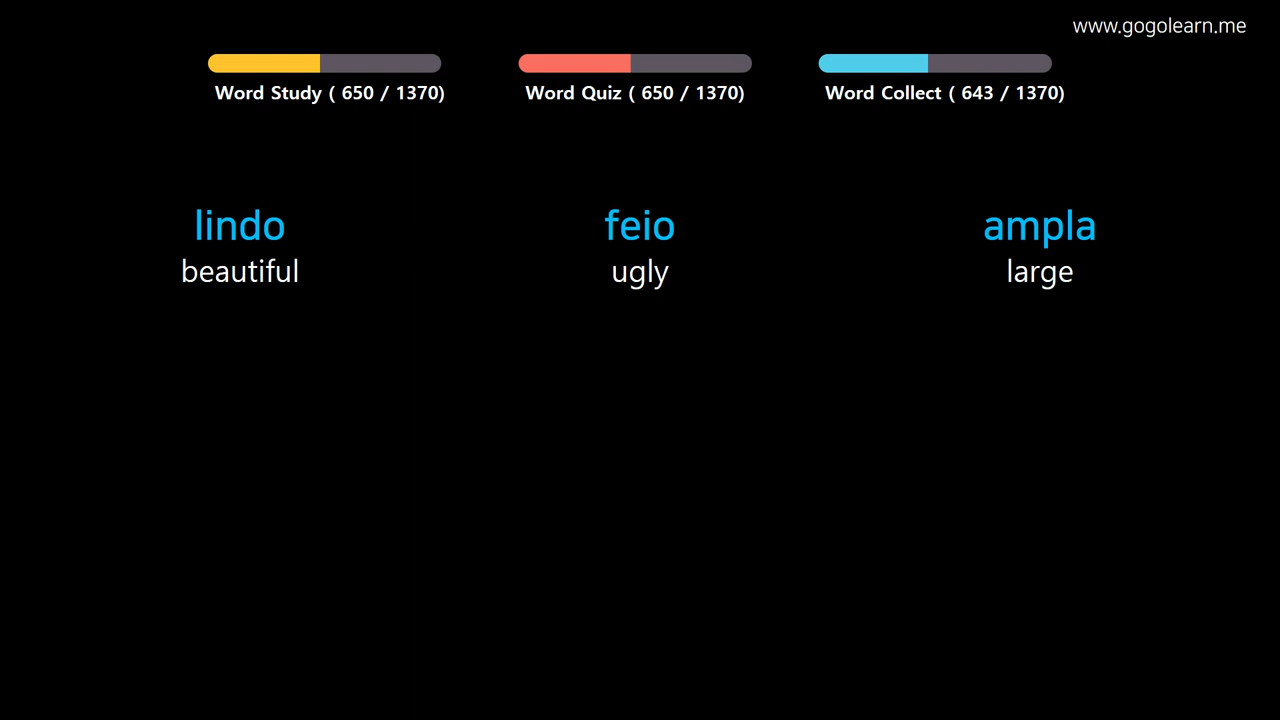 www.gogolearn.me
Word Study ( 650 / 1370)
Word Quiz ( 650 / 1370)
Word Collect ( 643 / 1370)
lindo
beautiful
feio
ugly
ampla
large